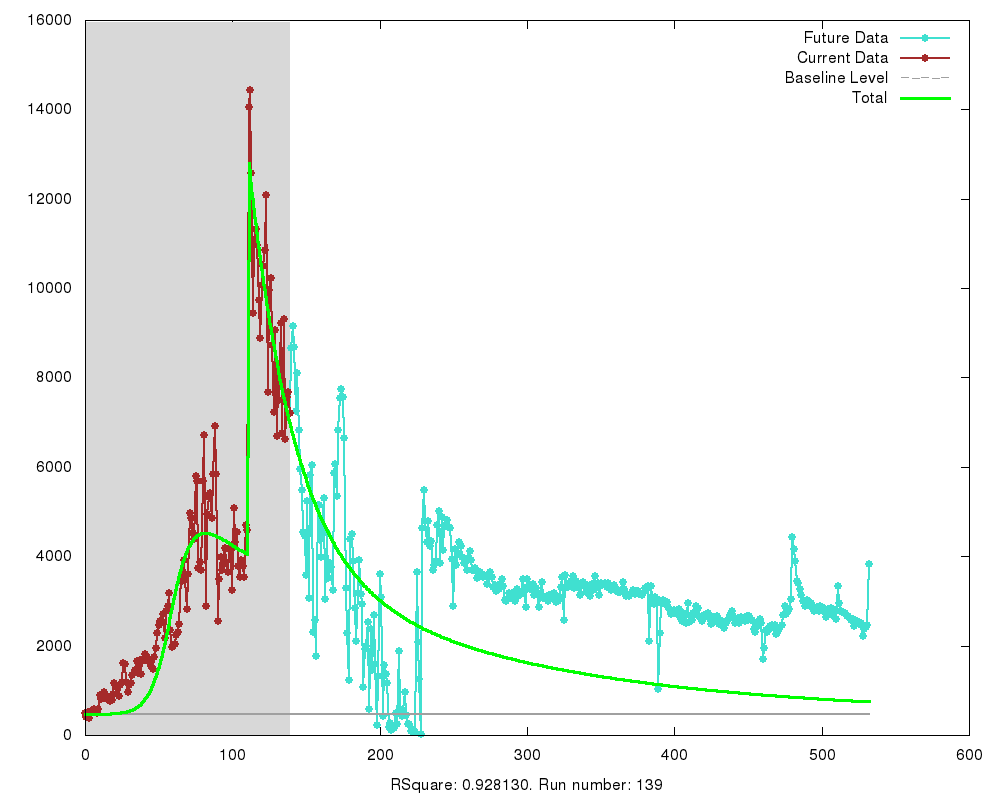 16000
14000
12000
10000
8000
6000
4000
2000
0
Future Data
Current Data
Baseline Level
Total
0 100 200 300 400 500 600
RSquare: 0.928130. Run number: 139